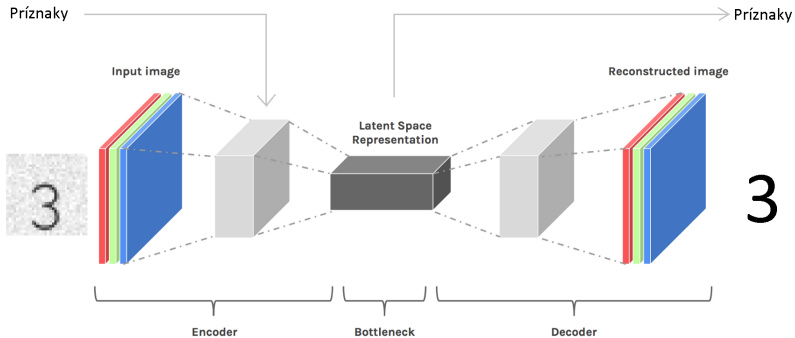 Príznaky
Príznaky
Input image
Reconstructed image
Latent Space
Representation
3
3
Encoder
Bottleneck
Decoder